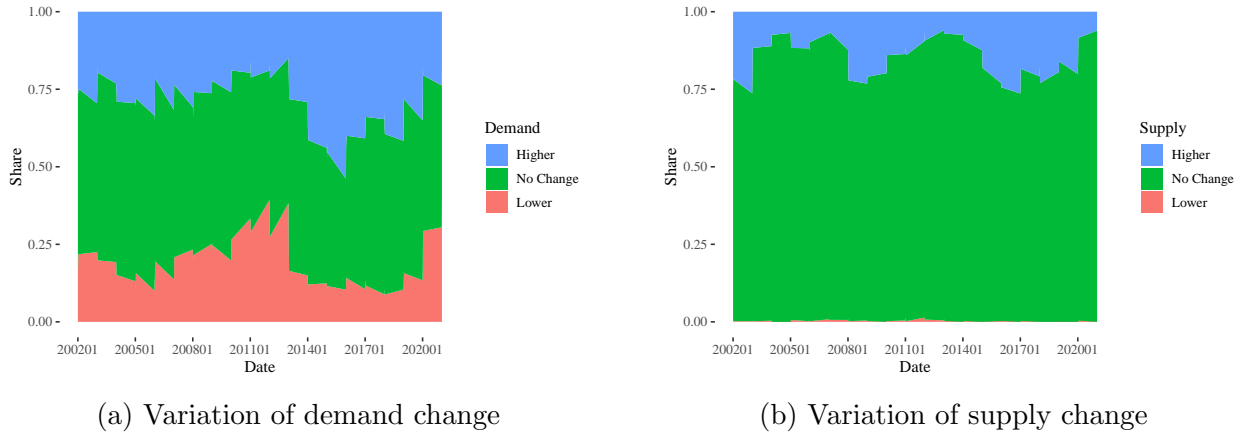 1.00
0.75
0.50
0.25
0.00
Share
200201 200501 200801 201101 201401 201701 202001
Date
Demand
Higher
No Change
Lower
(a) Variation of demand change
1.00
0.75
0.50
0.25
0.00
Share
200201 200501 200801 201101 201401 201701 202001
Date
Supply
Higher
No Change
Lower
(b) Variation of supply change